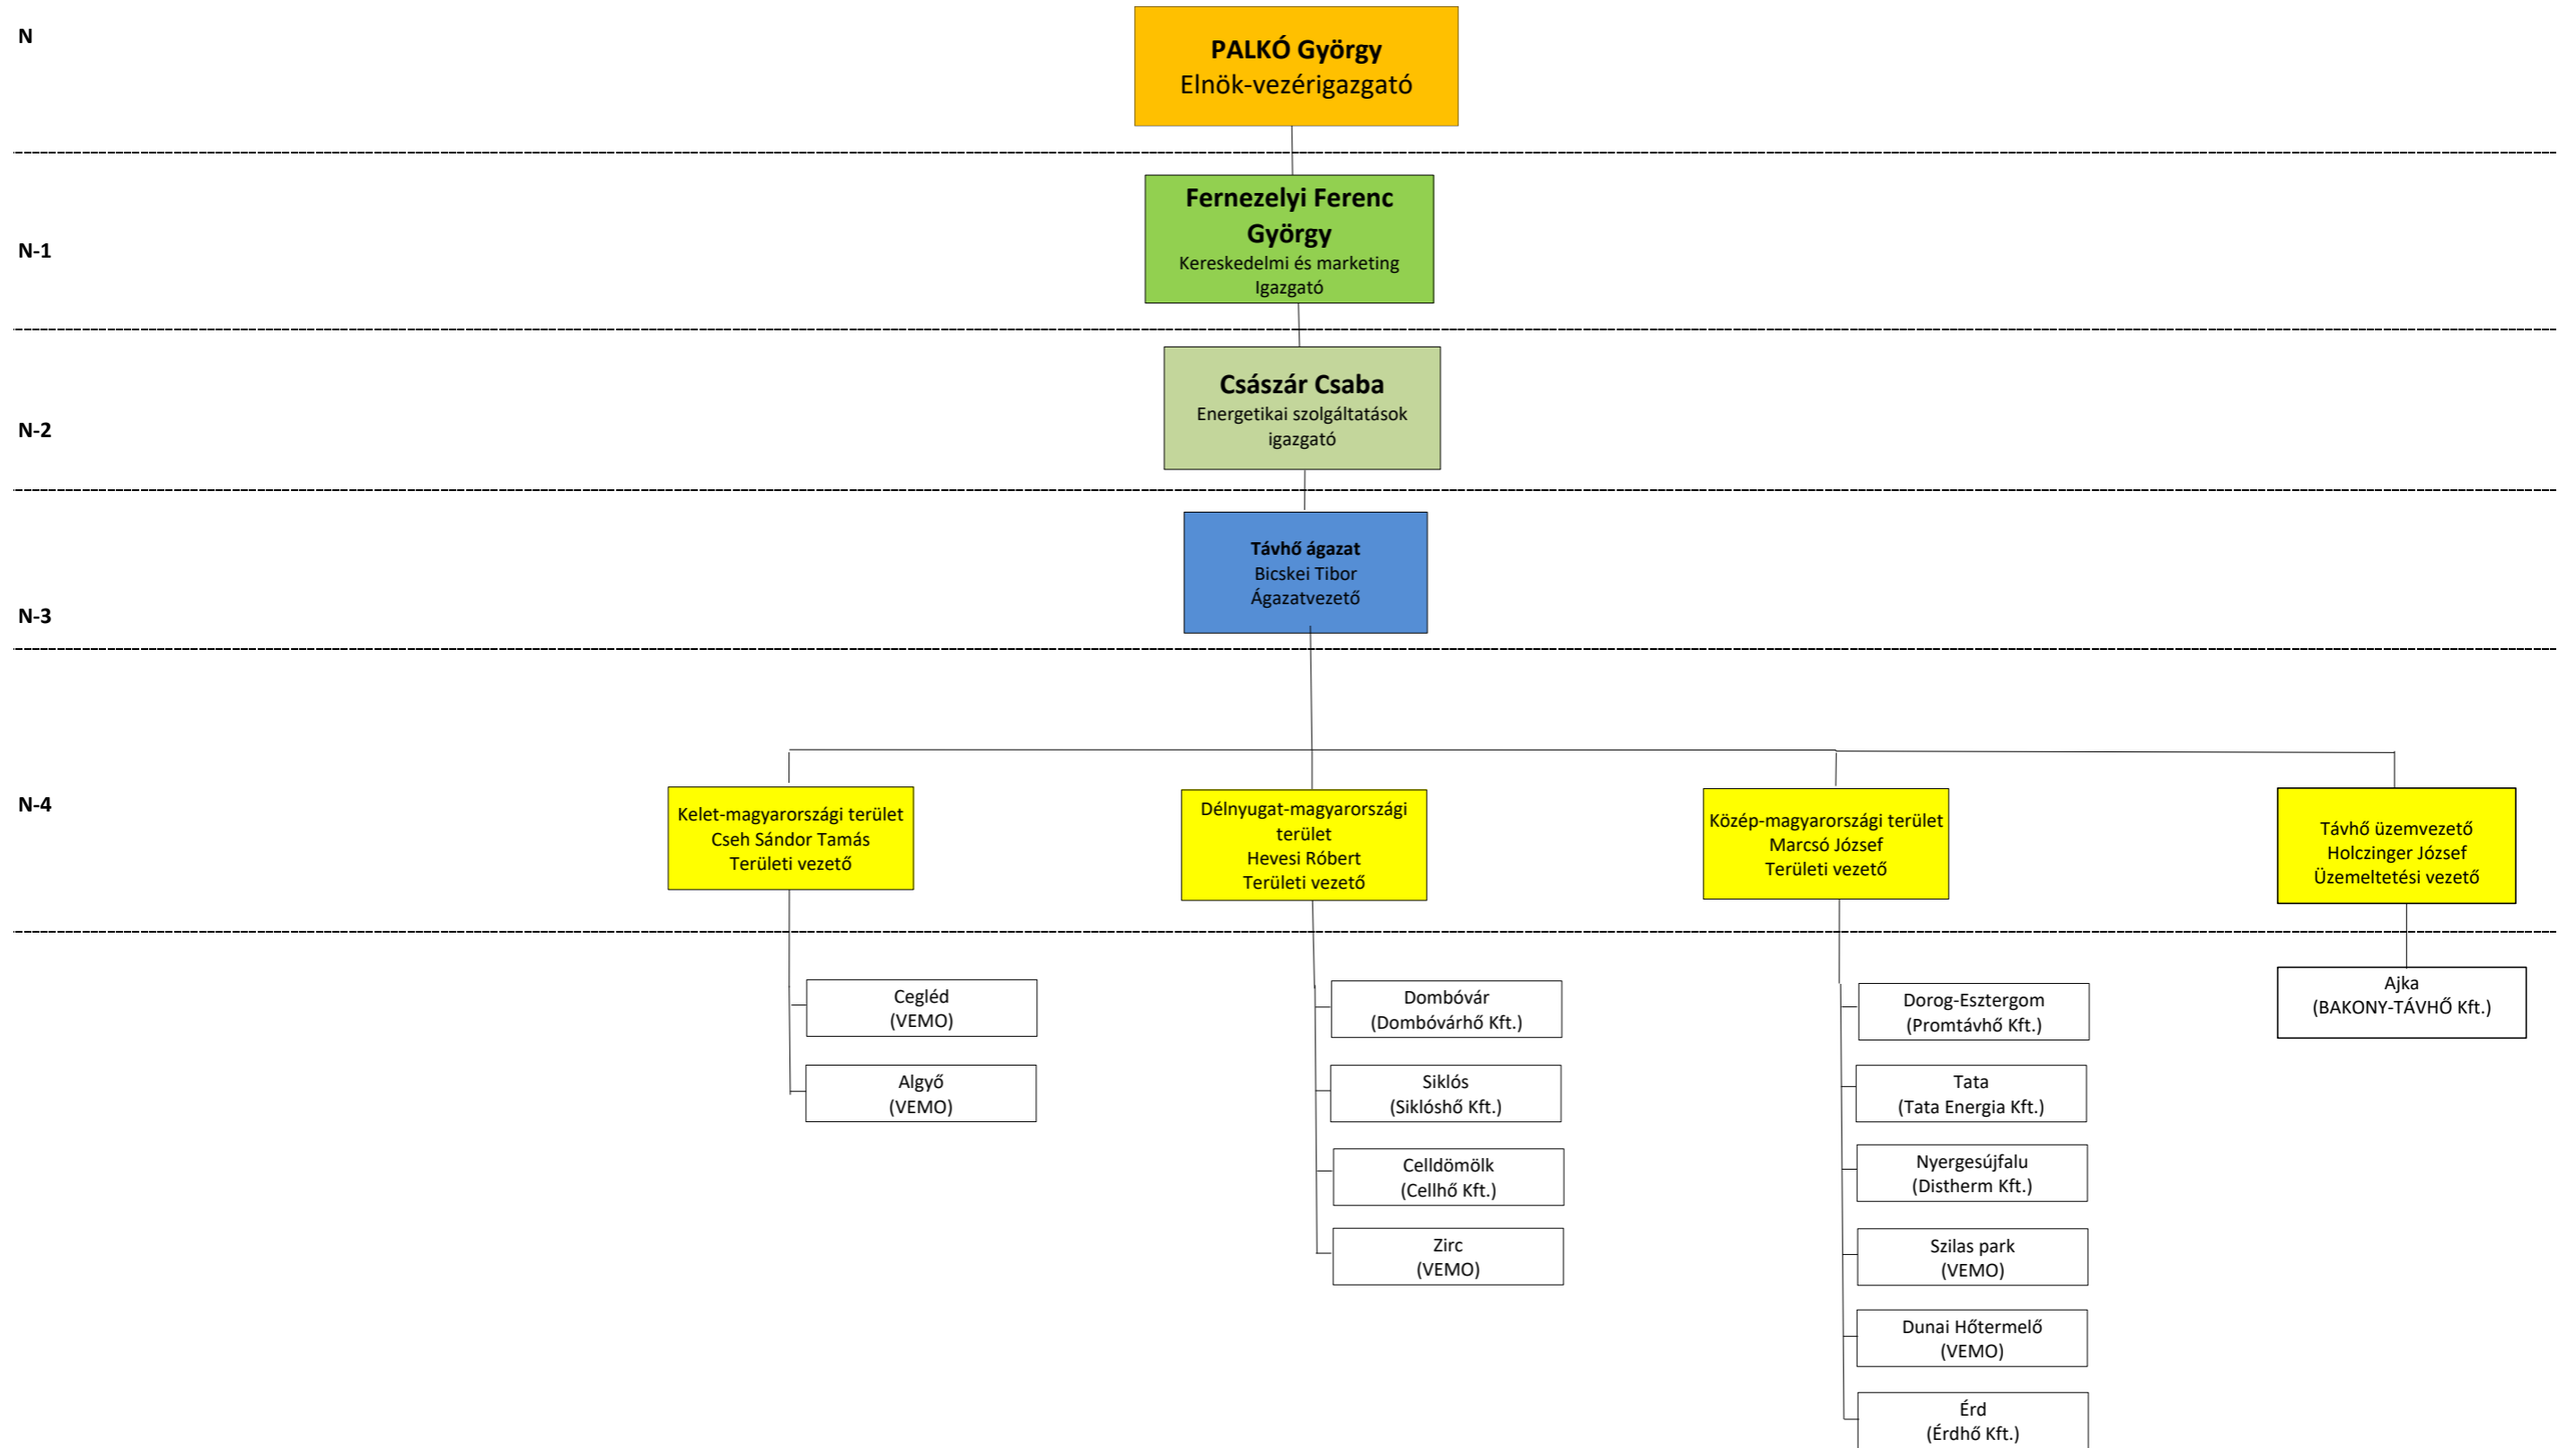 N
PALKÓ György
Elnök-vezérigazgató
N-1
Fernezelyi Ferenc
György
Kereskedelmi és marketing
Igazgató
N-2
Császár Csaba
Energetikai szolgáltatások
igazgató
N-3
Távhő ágazat
Bicskei Tibor
Ágazatvezető
N-4
Kelet-magyarországi terület
Cseh Sándor Tamás
Területi vezető
Délnyugat-magyarországi
terület
Hevesi Róbert
Területi vezető
Közép-magyarországi terület
Marcsó József
Területi vezető
Távhő üzemvezető
Holczinger József
Üzemeltetési vezető
Cegléd
(VEMO)
Algyő
(VEMO)
Dombóvár
(Dombóvárhő Kft.)
Siklós
(Siklóshő Kft.)
Celldömölk
(Cellhő Kft.)
Zirc
(VEMO)
Dorog-Esztergom
(Promtávhő Kft.)
Tata
(Tata Energia Kft.)
Nyergesújfalu
(Distherm Kft.)
Szilas park
(VEMO)
Dunai Hőtermelő
(VEMO)
Érd
(Érdhő Kft.)
Ajka
(BAKONY-TÁVHŐ Kft.)